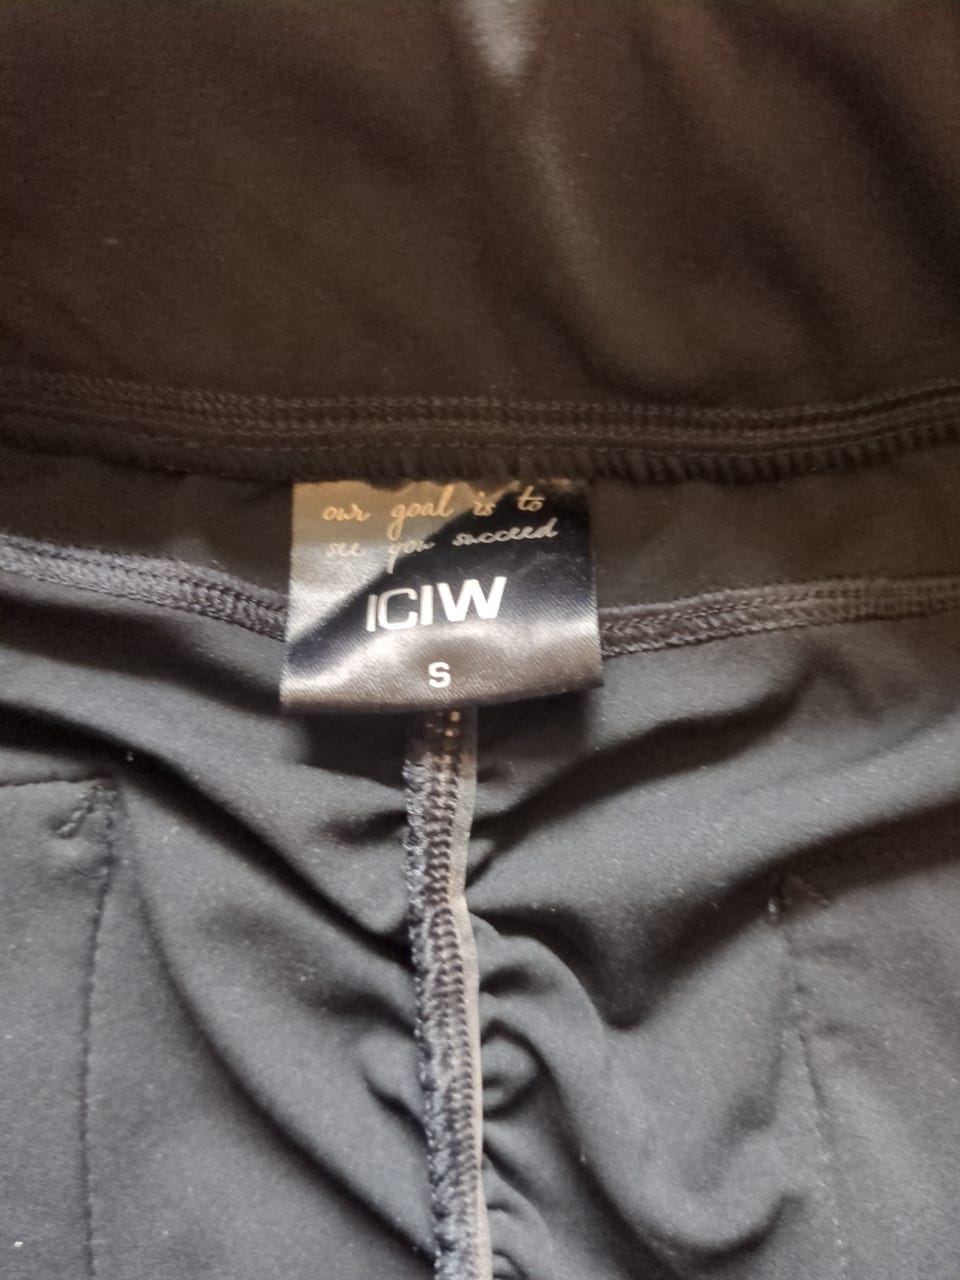 our goal is to
see you succeed
ICIW
S